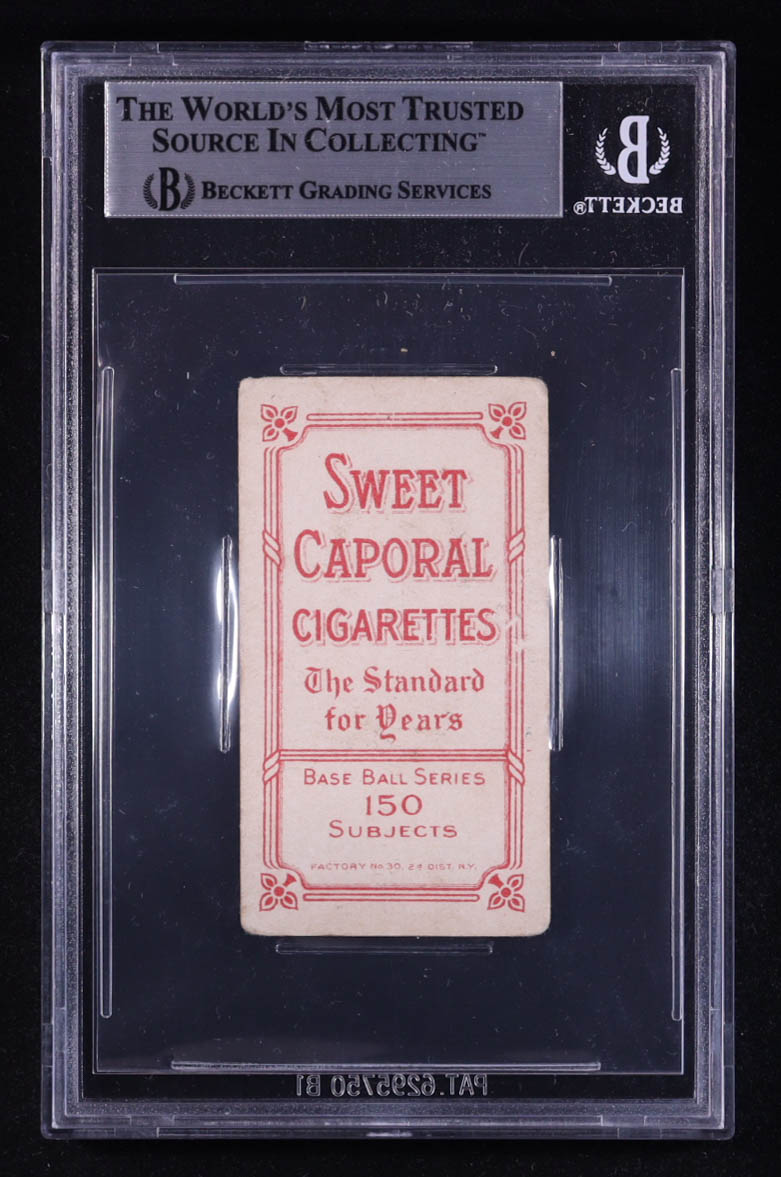 THE WORLD'S MOST TRUSTED
SOURCE IN COLLECTING™
B BECKETT GRADING SERVICES
B
BECKETT®
SWEET
CAPORAL
CIGARETTES
The Standard
for Years
BASE BALL SERIES
150
SUBJECTS
FACTORY No 30, 2d DIST. N.Y.
PAT.6295750 B1